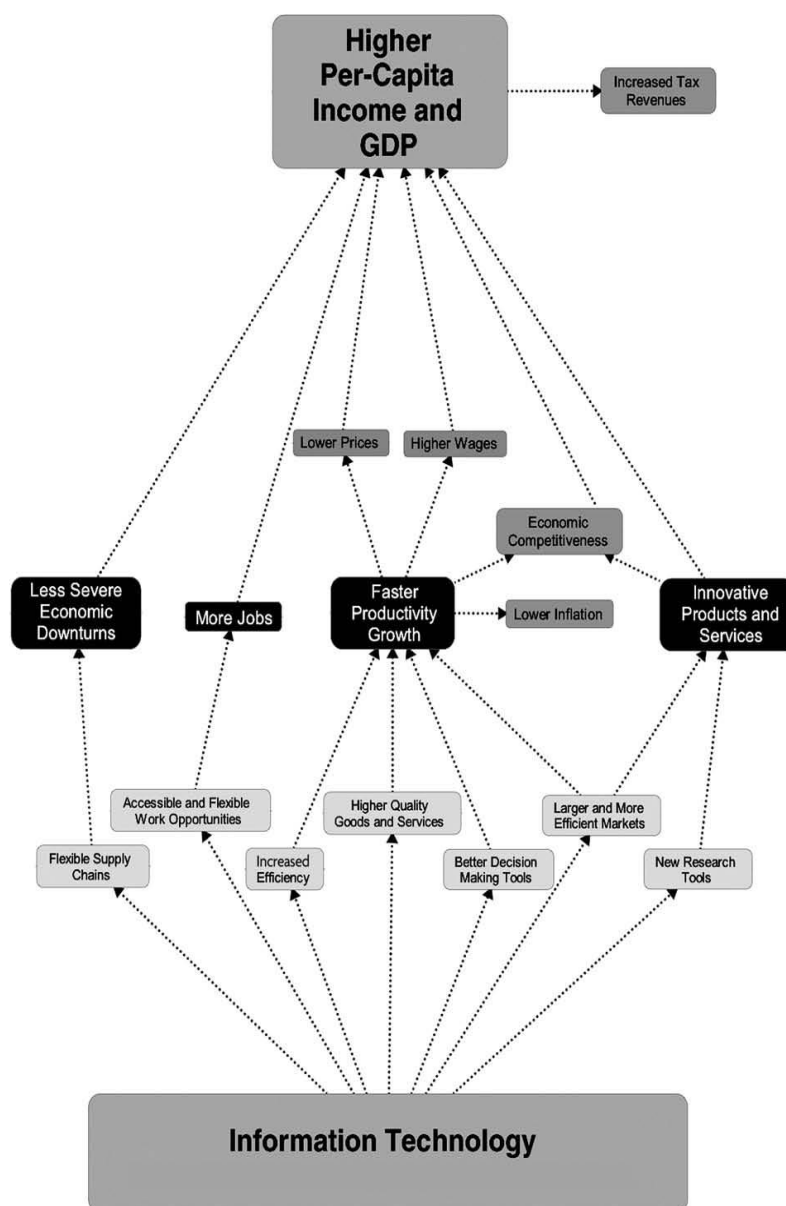 Higher
Per-Capita
Income and
GDP
Increased Tax
Revenues
Lower Prices
Higher Wages
Economic
Competitiveness
Less Severe
Economic
Downturns
More Jobs
Faster
Productivity
Growth
Lower Inflation
Innovative
Products and
Services
Accessible and Flexible
Work Opportunities
Higher Quality
Goods and Services
Larger and More
Efficient Markets
Flexible Supply
Chains
Increased
Efficiency
Better Decision
Making Tools
New Research
Tools
Information Technology